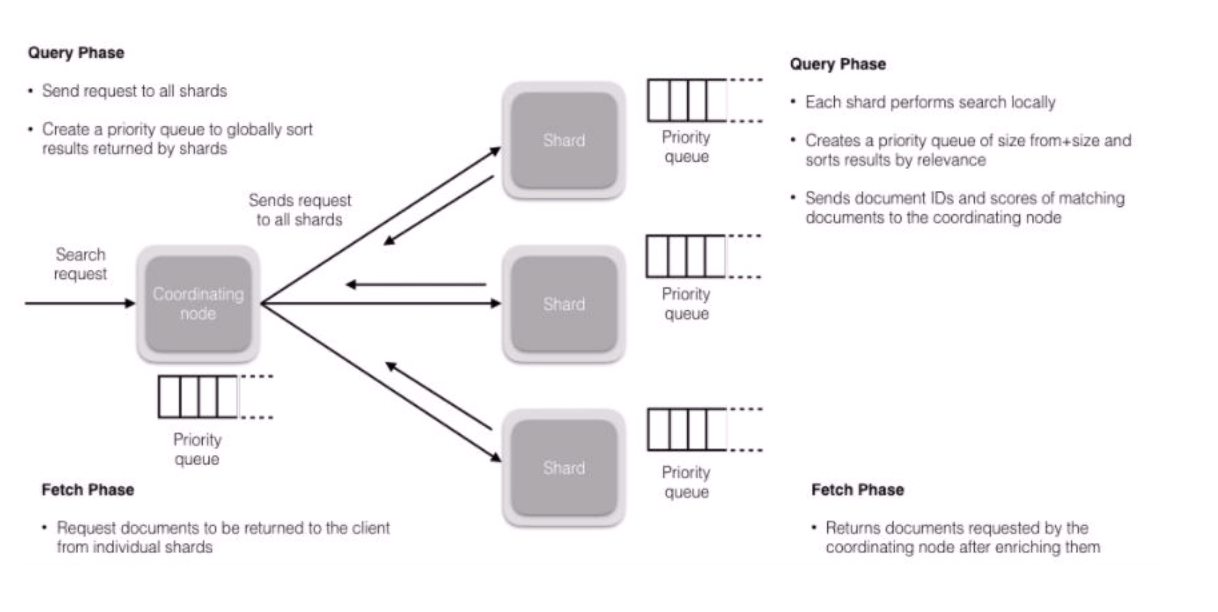 Query Phase
• Send request to all shards
• Create a priority queue to globally sort
results returned by shards
Sends request
to all shards
Search
request
Coordinating
node
Priority
queue
Fetch Phase
• Request documents to be returned to the client
from individual shards
Shard
Priority
queue
Shard
Priority
queue
Shard
Priority
queue
Query Phase
• Each shard performs search locally
• Creates a priority queue of size from+size and
sorts results by relevance
• Sends document IDs and scores of matching
documents to the coordinating node
Fetch Phase
• Returns documents requested by the
coordinating node after enriching them